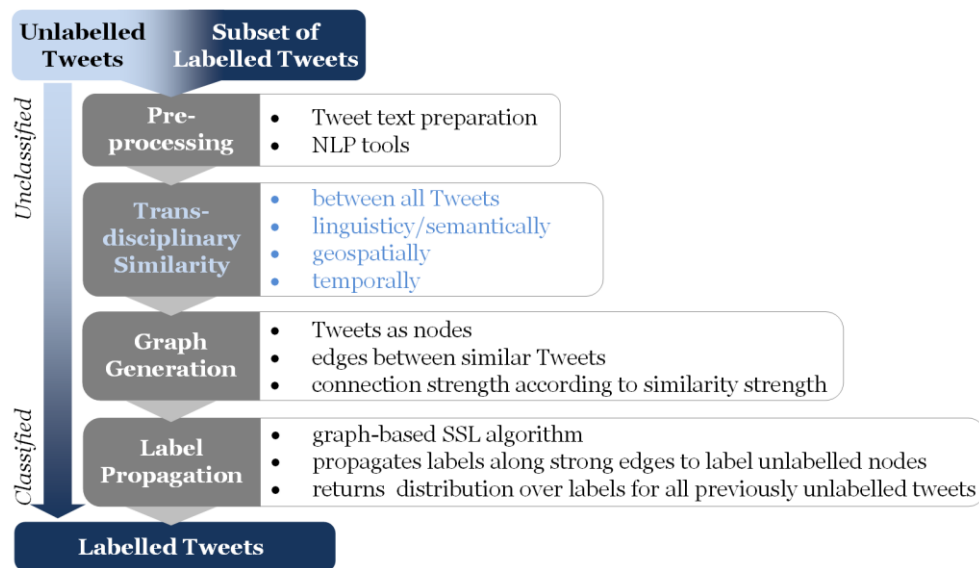 Unlabelled
Tweets
Subset of
Labelled Tweets
Unclassified
Pre-
processing
• Tweet text preparation
• NLP tools
Trans-
disciplinary
Similarity
• between all Tweets
• linguisticy/semantically
• geospatially
• temporally
Graph
Generation
• Tweets as nodes
• edges between similar Tweets
• connection strength according to similarity strength
Classified
Label
Propagation
• graph-based SSL algorithm
• propagates labels along strong edges to label unlabelled nodes
• returns distribution over labels for all previously unlabelled tweets
Labelled Tweets